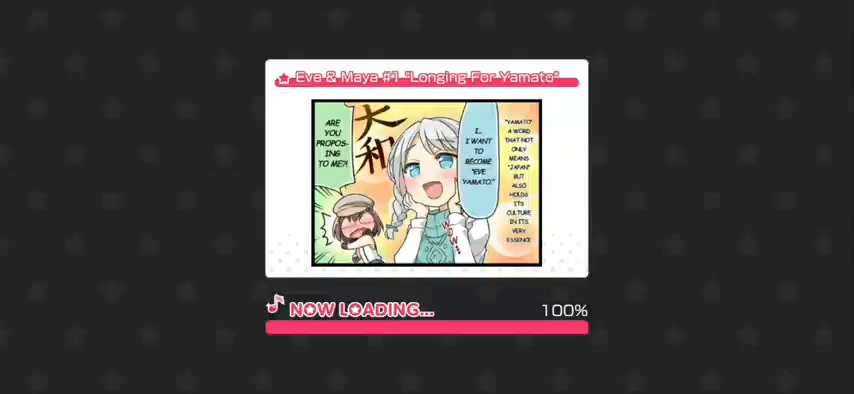 Eve & Maya #1 "Longing For Yamato"
"YAMATO"
A WORD
THAT NOT
ONLY
MEANS
"JAPAN"
BUT
ALSO
HOLDS
ITS
CULTURE
IN ITS
VERY
ESSENCE
I...
I WANT
TO
BECOME
"EVE
YAMATO."
WOW...
大和
ARE
YOU
PROPOS-
ING
TO ME?!
NOW LOADING...
100%